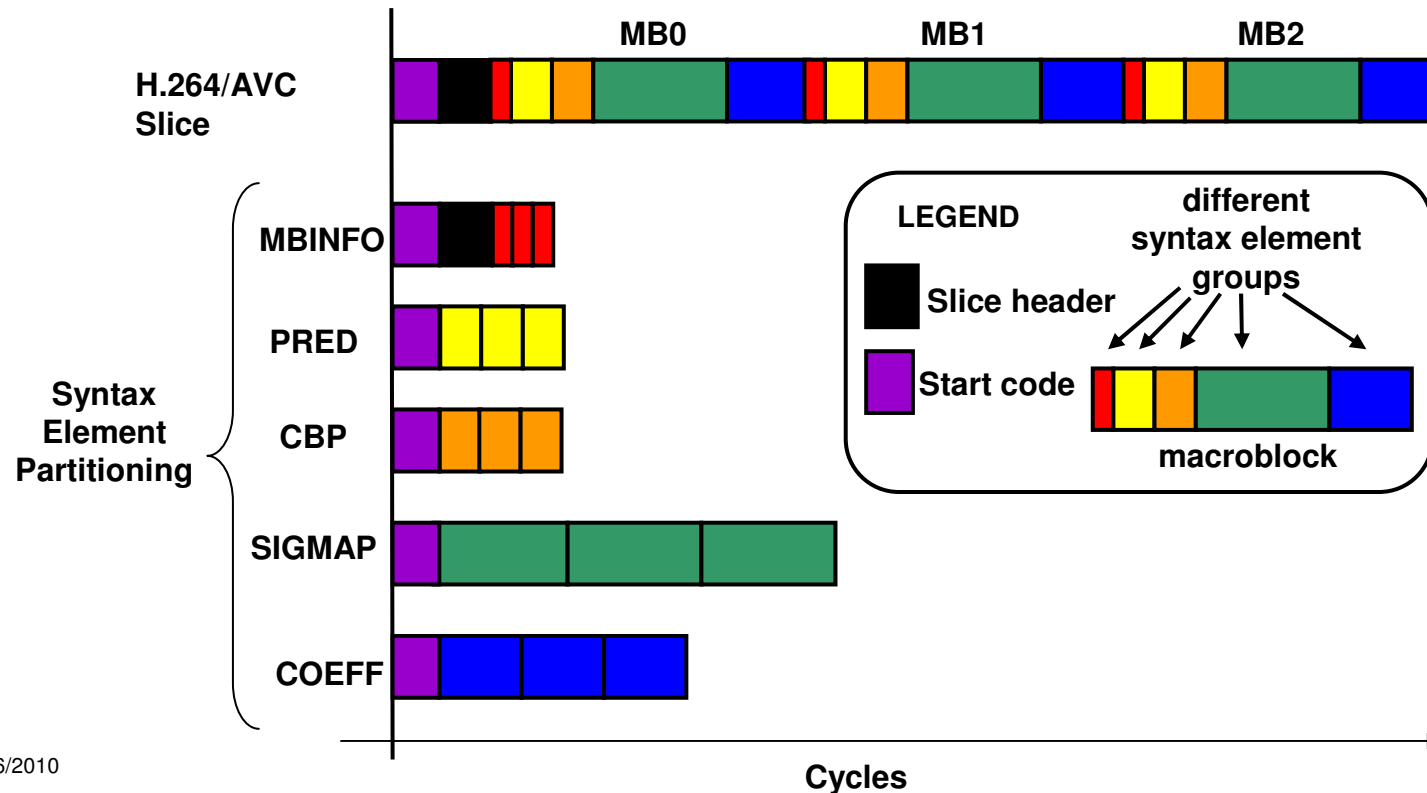 MB0 MB1 MB2
H.264/AVC
Slice
MBINFO
PRED
CBP
SIGMAP
COEFF
Syntax
Element
Partitioning
LEGEND
Slice header
Start code
different
syntax element
groups
macroblock
6/2010
Cycles